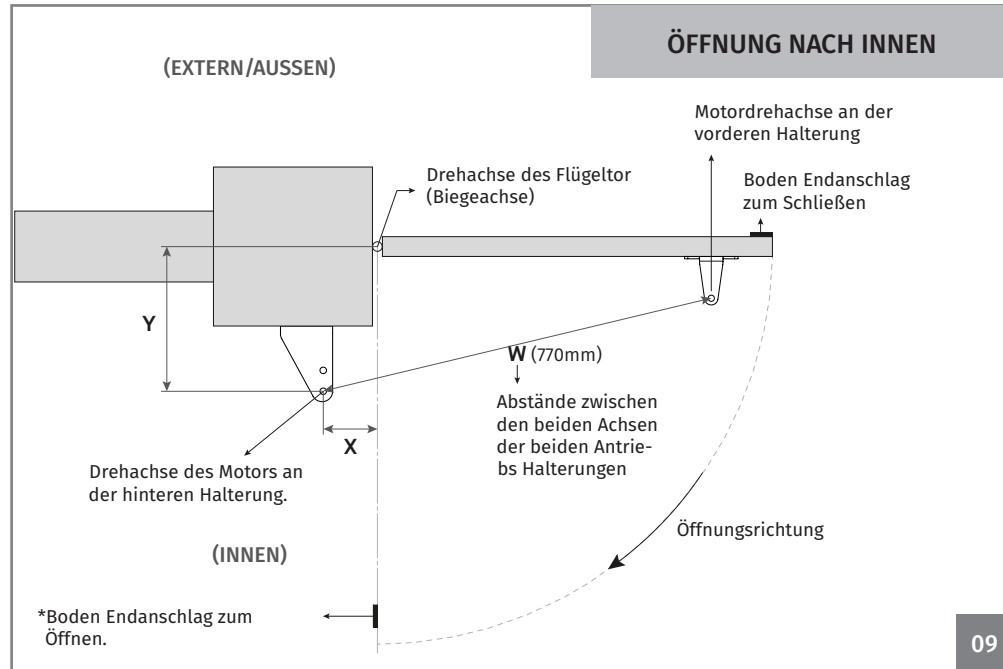 ÖFFNUNG NACH INNEN
(EXTERN/AUSSEN)
Motordrehachse an der
vorderen Halterung
Drehachse des Flügeltor
(Biegeachse)
Boden Endanschlag
zum Schließen
Y
W (770mm)
Abstände zwischen
den beiden Achsen
der beiden Antrie-
bs Halterungen
X
Drehachse des Motors an
der hinteren Halterung.
Öffnungsrichtung
(INNEN)
*Boden Endanschlag zum
Öffnen.
09